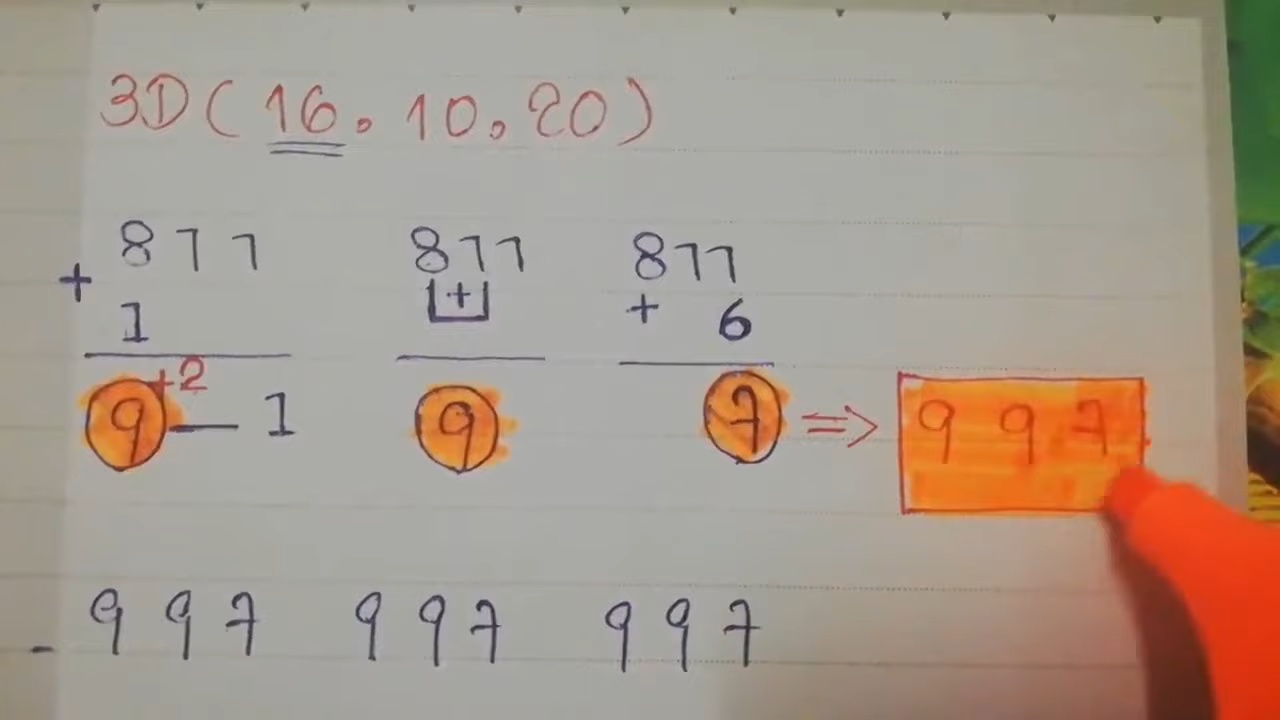 3D ( 16. 10. 20 )
877 877 877
+ 1 + + 6
+2
9 — 1 9 7 ⇒ 997
- 997 997 997